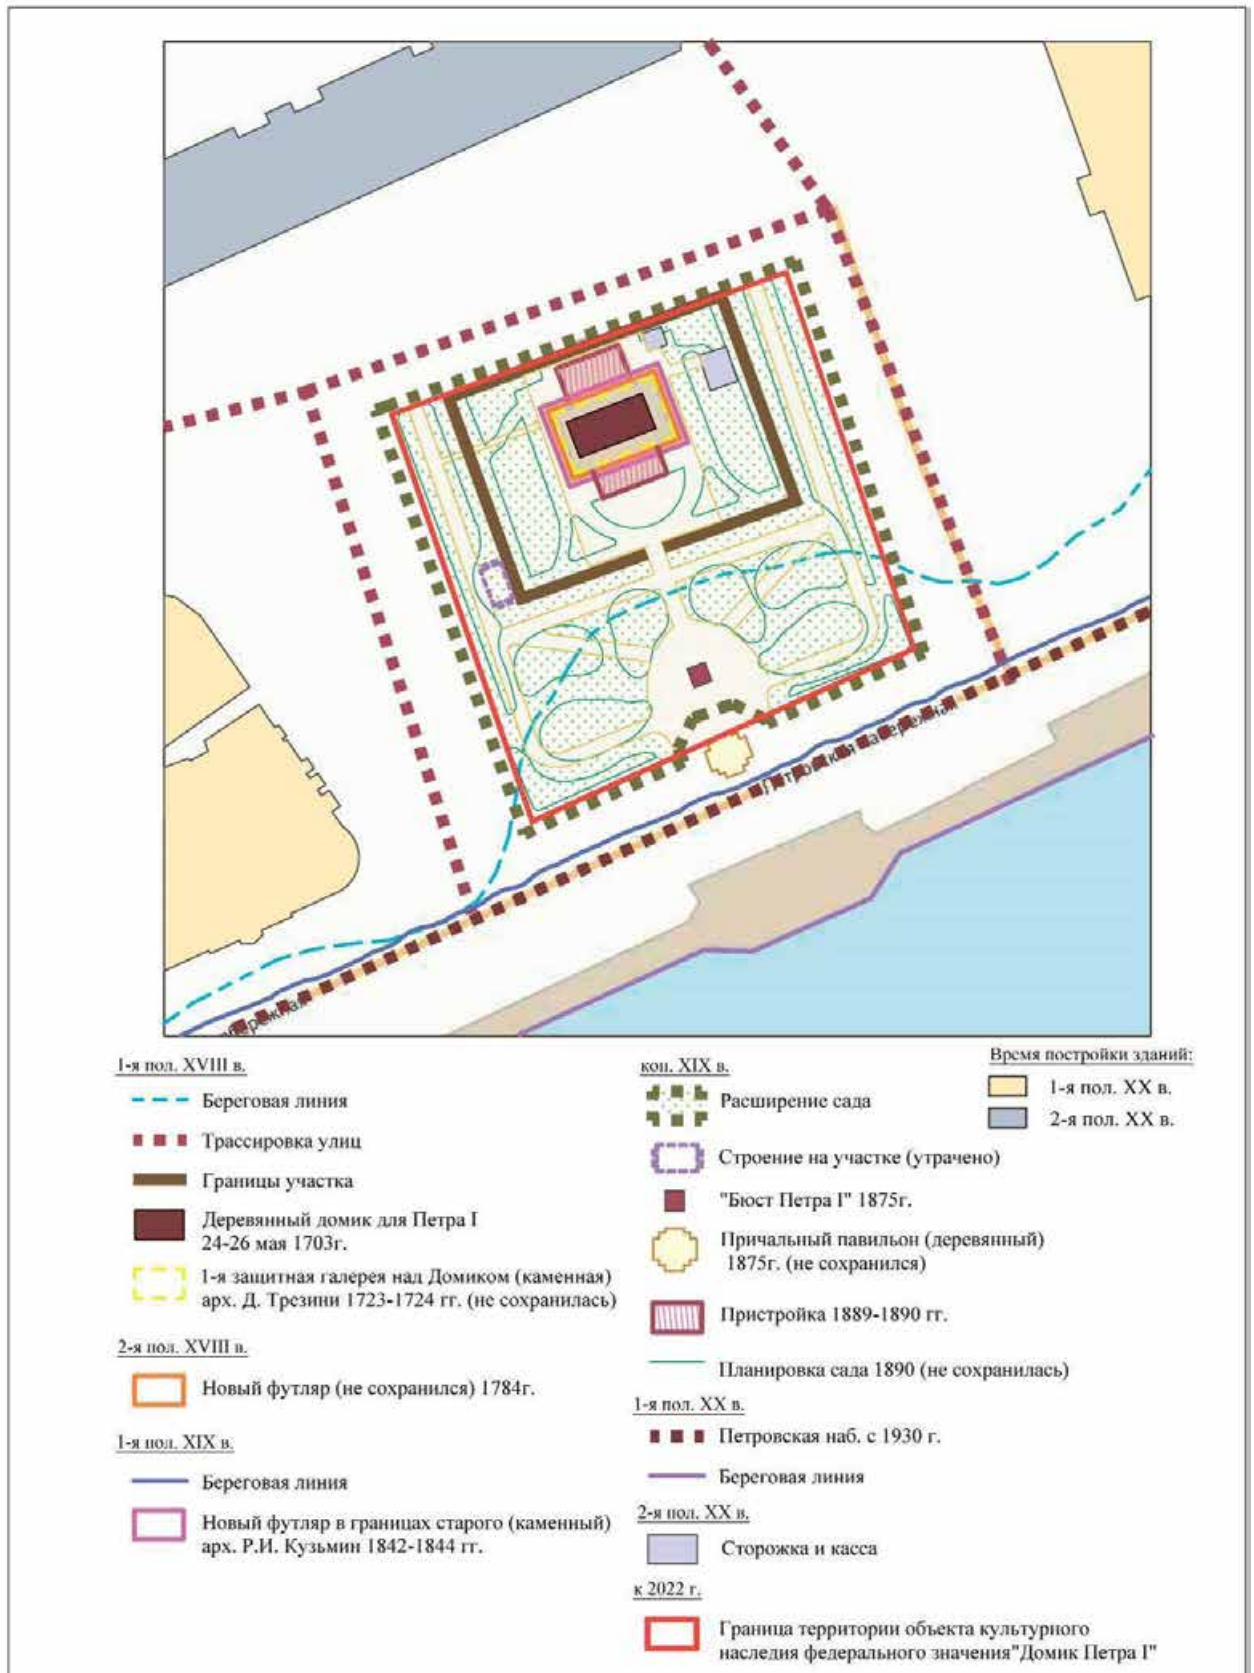 Петровская набережная
бережная
1-я пол. XVIII в.
Береговая линия
Трассировка улиц
Границы участка
Деревянный домик для Петра I
24-26 мая 1703г.
1-я защитная галерея над Домиком (каменная)
арх. Д. Трезини 1723-1724 гг. (не сохранилась)
2-я пол. XVIII в.
Новый футляр (не сохранился) 1784г.
1-я пол. XIX в.
Береговая линия
Новый футляр в границах старого (каменный)
арх. Р.И. Кузьмин 1842-1844 гг.
кон. XIX в.
Расширение сада
Строение на участке (утрачено)
"Бюст Петра I" 1875г.
Причальный павильон (деревянный)
1875г. (не сохранился)
Пристройка 1889-1890 гг.
Планировка сада 1890 (не сохранилась)
1-я пол. XX в.
Петровская наб. с 1930 г.
Береговая линия
2-я пол. XX в.
Сторожка и касса
к 2022 г.
Граница территории объекта культурного
наследия федерального значения"Домик Петра I"
Время постройки зданий:
1-я пол. XX в.
2-я пол. XX в.